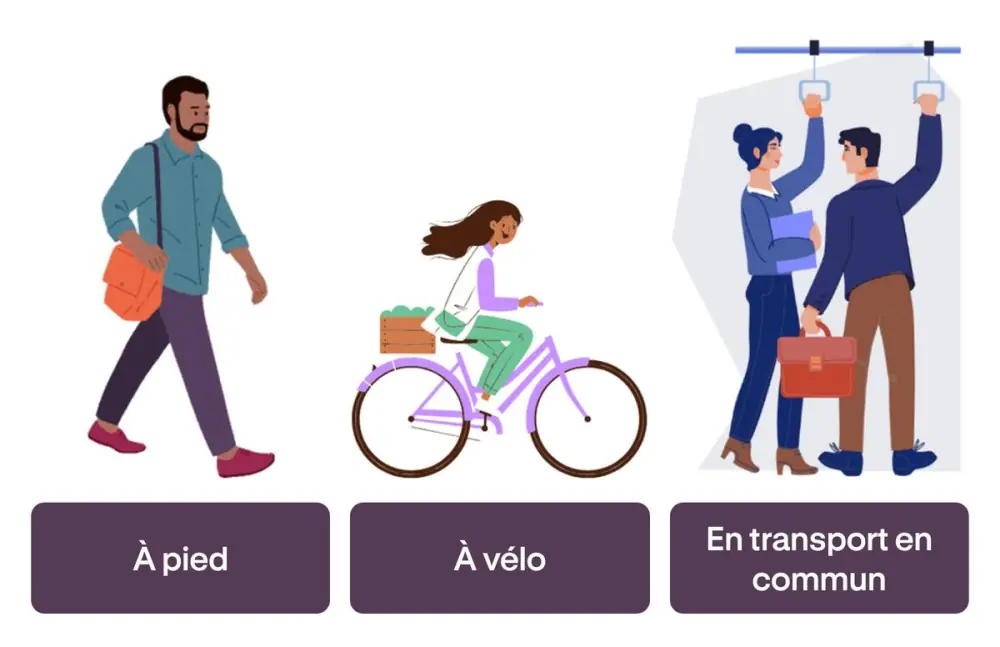 À pied
À vélo
En transport en
commun